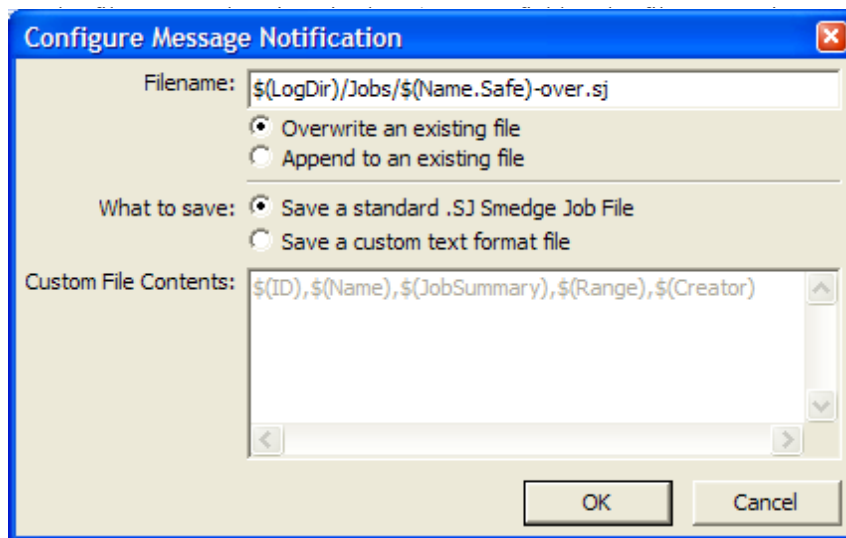 Configure Message Notification
Filename: $(LogDir)/Jobs/$(Name.Safe)-over.sj
Overwrite an existing file
Append to an existing file
What to save: Save a standard .SJ Smedge Job File
Save a custom text format file
Custom File Contents: $(ID),$(Name),$(JobSummary),$(Range),$(Creator)
OK Cancel